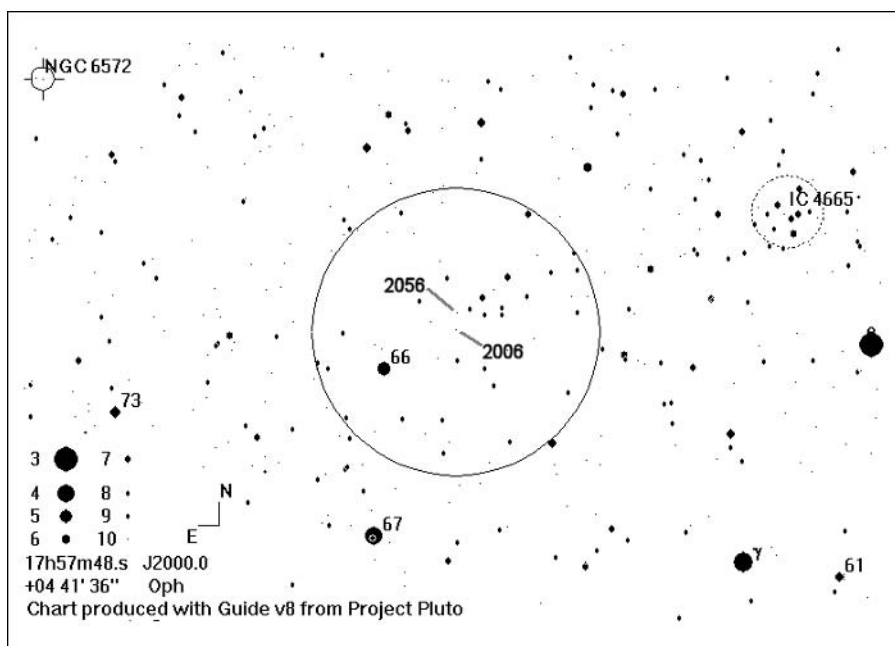 NGC 6572
IC 4665
2056
2006
66
73
3 7
4 8
5 9
6 10
N
E
67
γ
61
17h57m48.s J2000.0
+04 41' 36" Oph
Chart produced with Guide v8 from Project Pluto